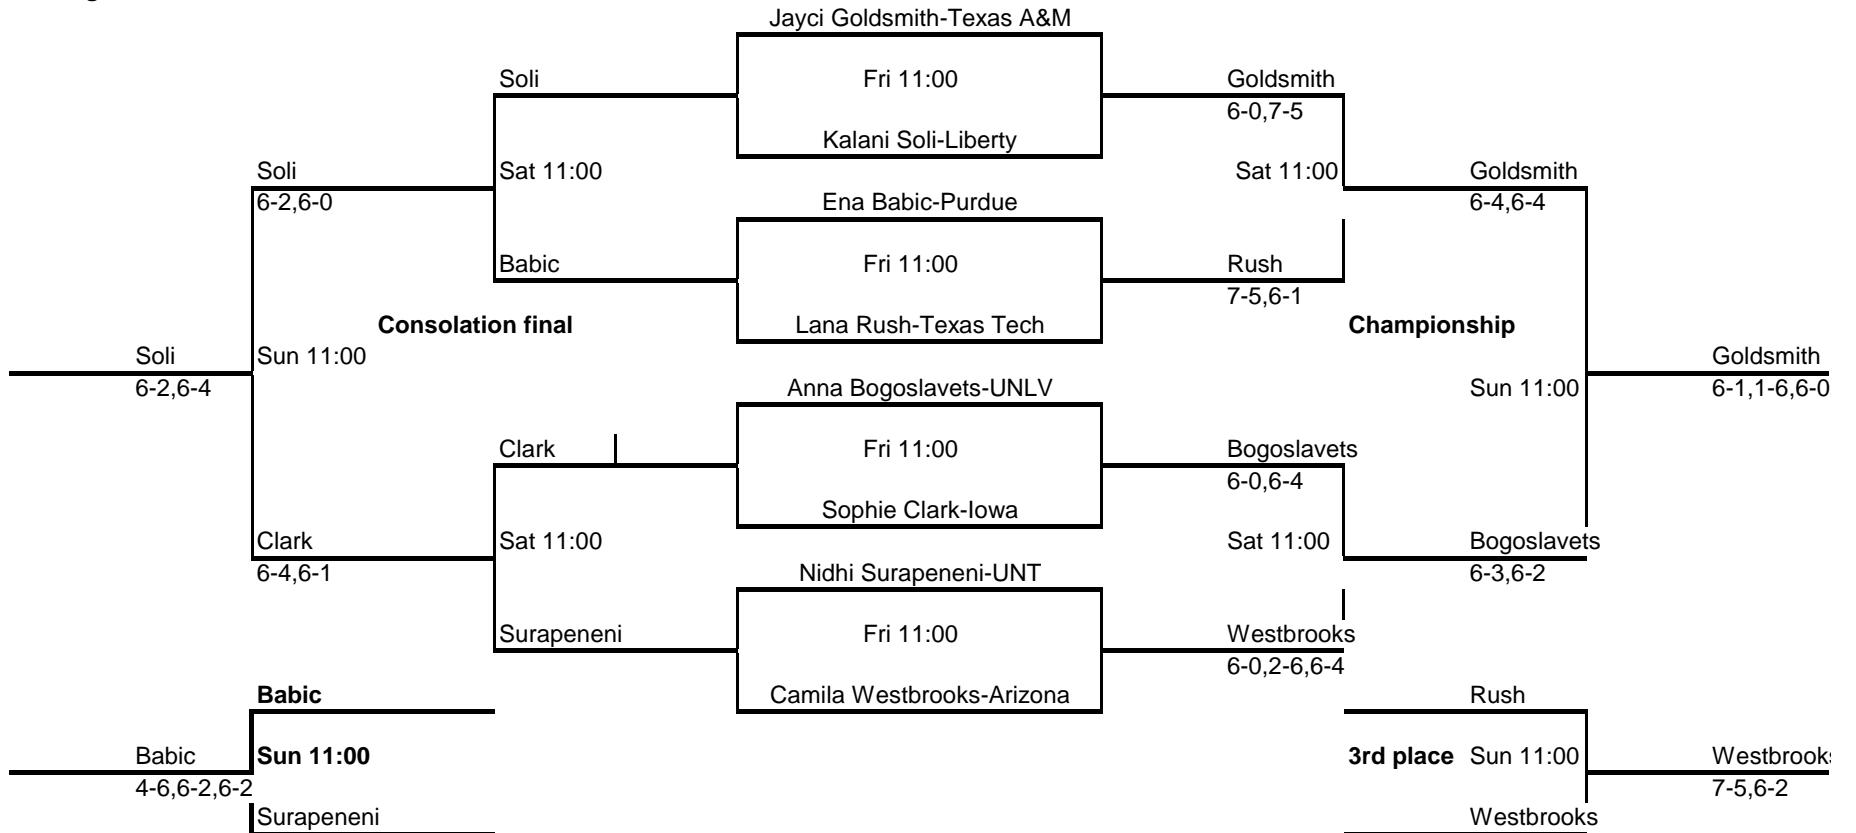 Jayci Goldsmith-Texas A&M
Soli
Fri 11:00
Goldsmith
6-0,7-5
Kalani Soli-Liberty
Soli
Sat 11:00
Sat 11:00
Goldsmith
6-2,6-0
Ena Babic-Purdue
6-4,6-4
Babic
Fri 11:00
Rush
7-5,6-1
Consolation final
Lana Rush-Texas Tech
Championship
Soli
Sun 11:00
Goldsmith
6-2,6-4
Anna Bogoslavets-UNLV
Sun 11:00
6-1,1-6,6-0
Clark
Fri 11:00
Bogoslavets
6-0,6-4
Sophie Clark-Iowa
Clark
Sat 11:00
Sat 11:00
Bogoslavets
6-4,6-1
Nidhi Surapeneni-UNT
6-3,6-2
Surapeneni
Fri 11:00
Westbrooks
6-0,2-6,6-4
Babic
Camila Westbrooks-Arizona
Rush
Babic
Sun 11:00
3rd place
Sun 11:00
Westbrooks
4-6,6-2,6-2
7-5,6-2
Surapeneni
Westbrooks